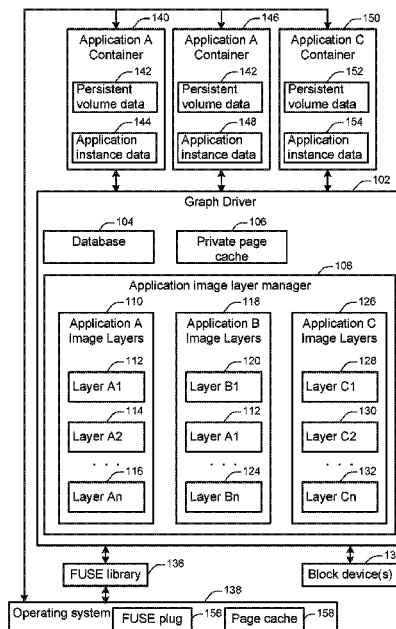 140
146
150
Application A
Container
142
Persistent
volume data
144
Application
instance data
Application A
Container
142
Persistent
volume data
148
Application
instance data
Application C
Container
152
Persistent
volume data
154
Application
instance data
102
Graph Driver
104
Database
106
Private page
cache
108
Application image layer manager
110
Application A
Image Layers
112
Layer A1
114
Layer A2
. . .
116
Layer An
118
Application B
Image Layers
120
Layer B1
112
Layer A1
. . .
124
Layer Bn
126
Application C
Image Layers
128
Layer C1
130
Layer C2
. . .
132
Layer Cn
136
FUSE library
13
Block device(s)
138
Operating system
FUSE plug
156
Page cache
158